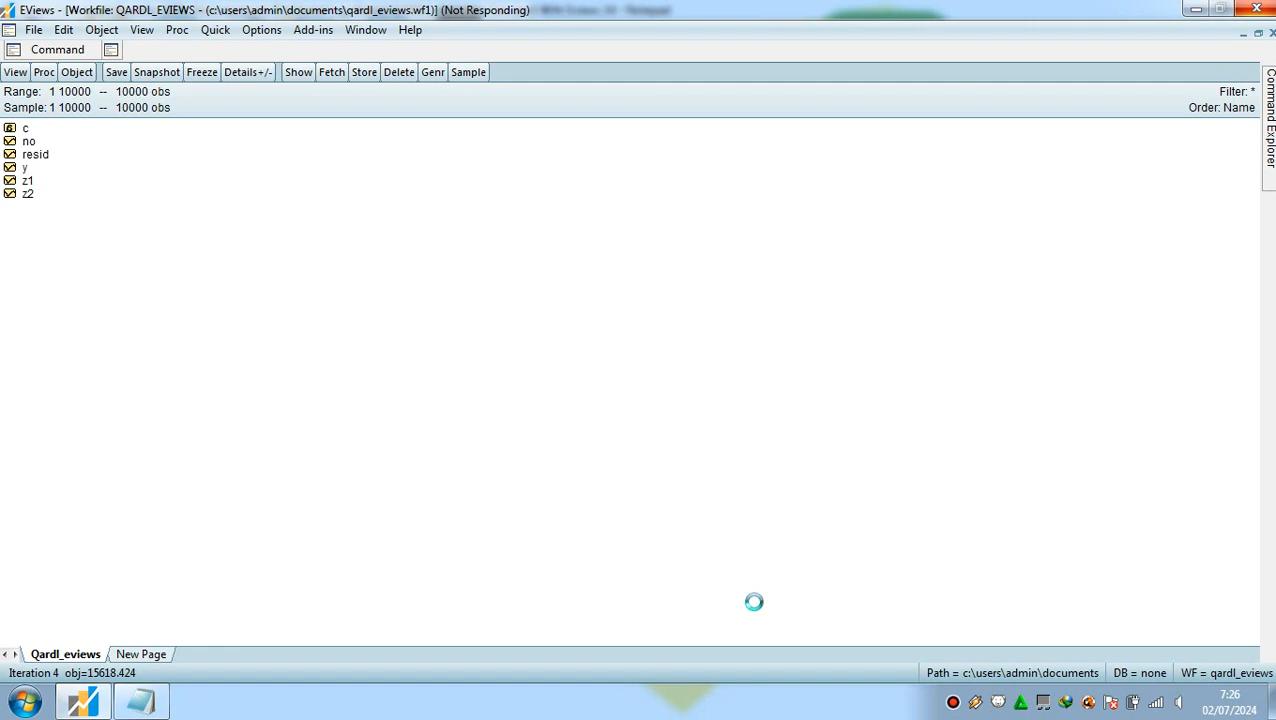 EViews - [Workfile: QARDL_EVIEWS - (c:\users\admin\documents\qardl_eviews.wf1)] (Not Responding)
File Edit Object View Proc Quick Options Add-ins Window Help
Command
View Proc Object Save Snapshot Freeze Details+/- Show Fetch Store Delete Genr Sample
Range: 1 10000 -- 10000 obs Filter: *
Sample: 1 10000 -- 10000 obs Order: Name
Command Explorer
c
no
resid
y
z1
z2
Qardl_eviews New Page
Iteration 4 obj=15618.424 Path = c:\users\admin\documents DB = none WF = qardl_eviews
7:26
02/07/2024